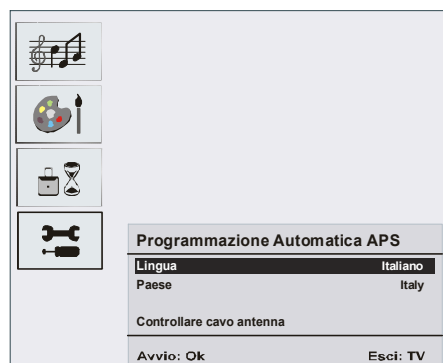 Programmazione Automatica APS
Lingua Italiano
Paese Italy
Controllare cavo antenna
Avvio: Ok Esci: TV